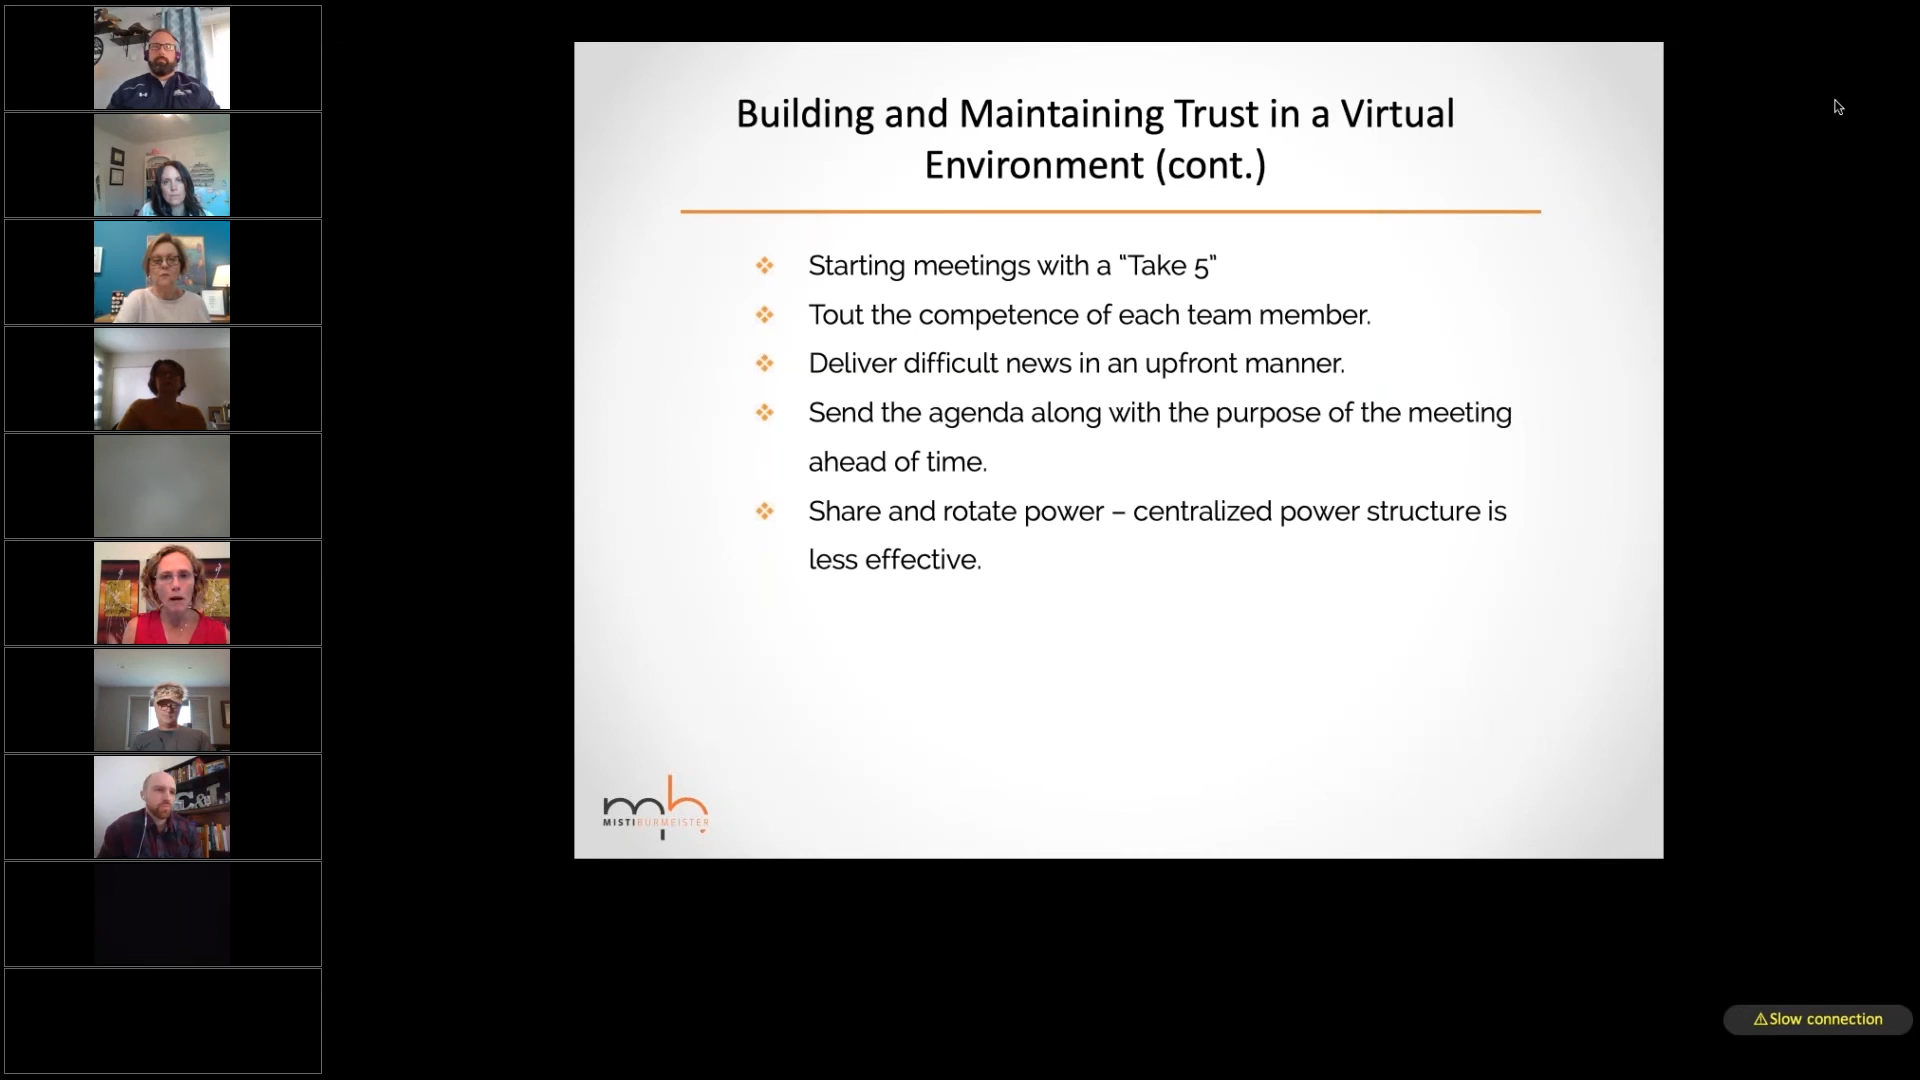 Building and Maintaining Trust in a Virtual
Environment (cont.)
Starting meetings with a "Take 5"
Tout the competence of each team member.
Deliver difficult news in an upfront manner.
Send the agenda along with the purpose of the meeting
ahead of time.
Share and rotate power – centralized power structure is
less effective.
mb
MISTIBURMEISTER
Slow connection